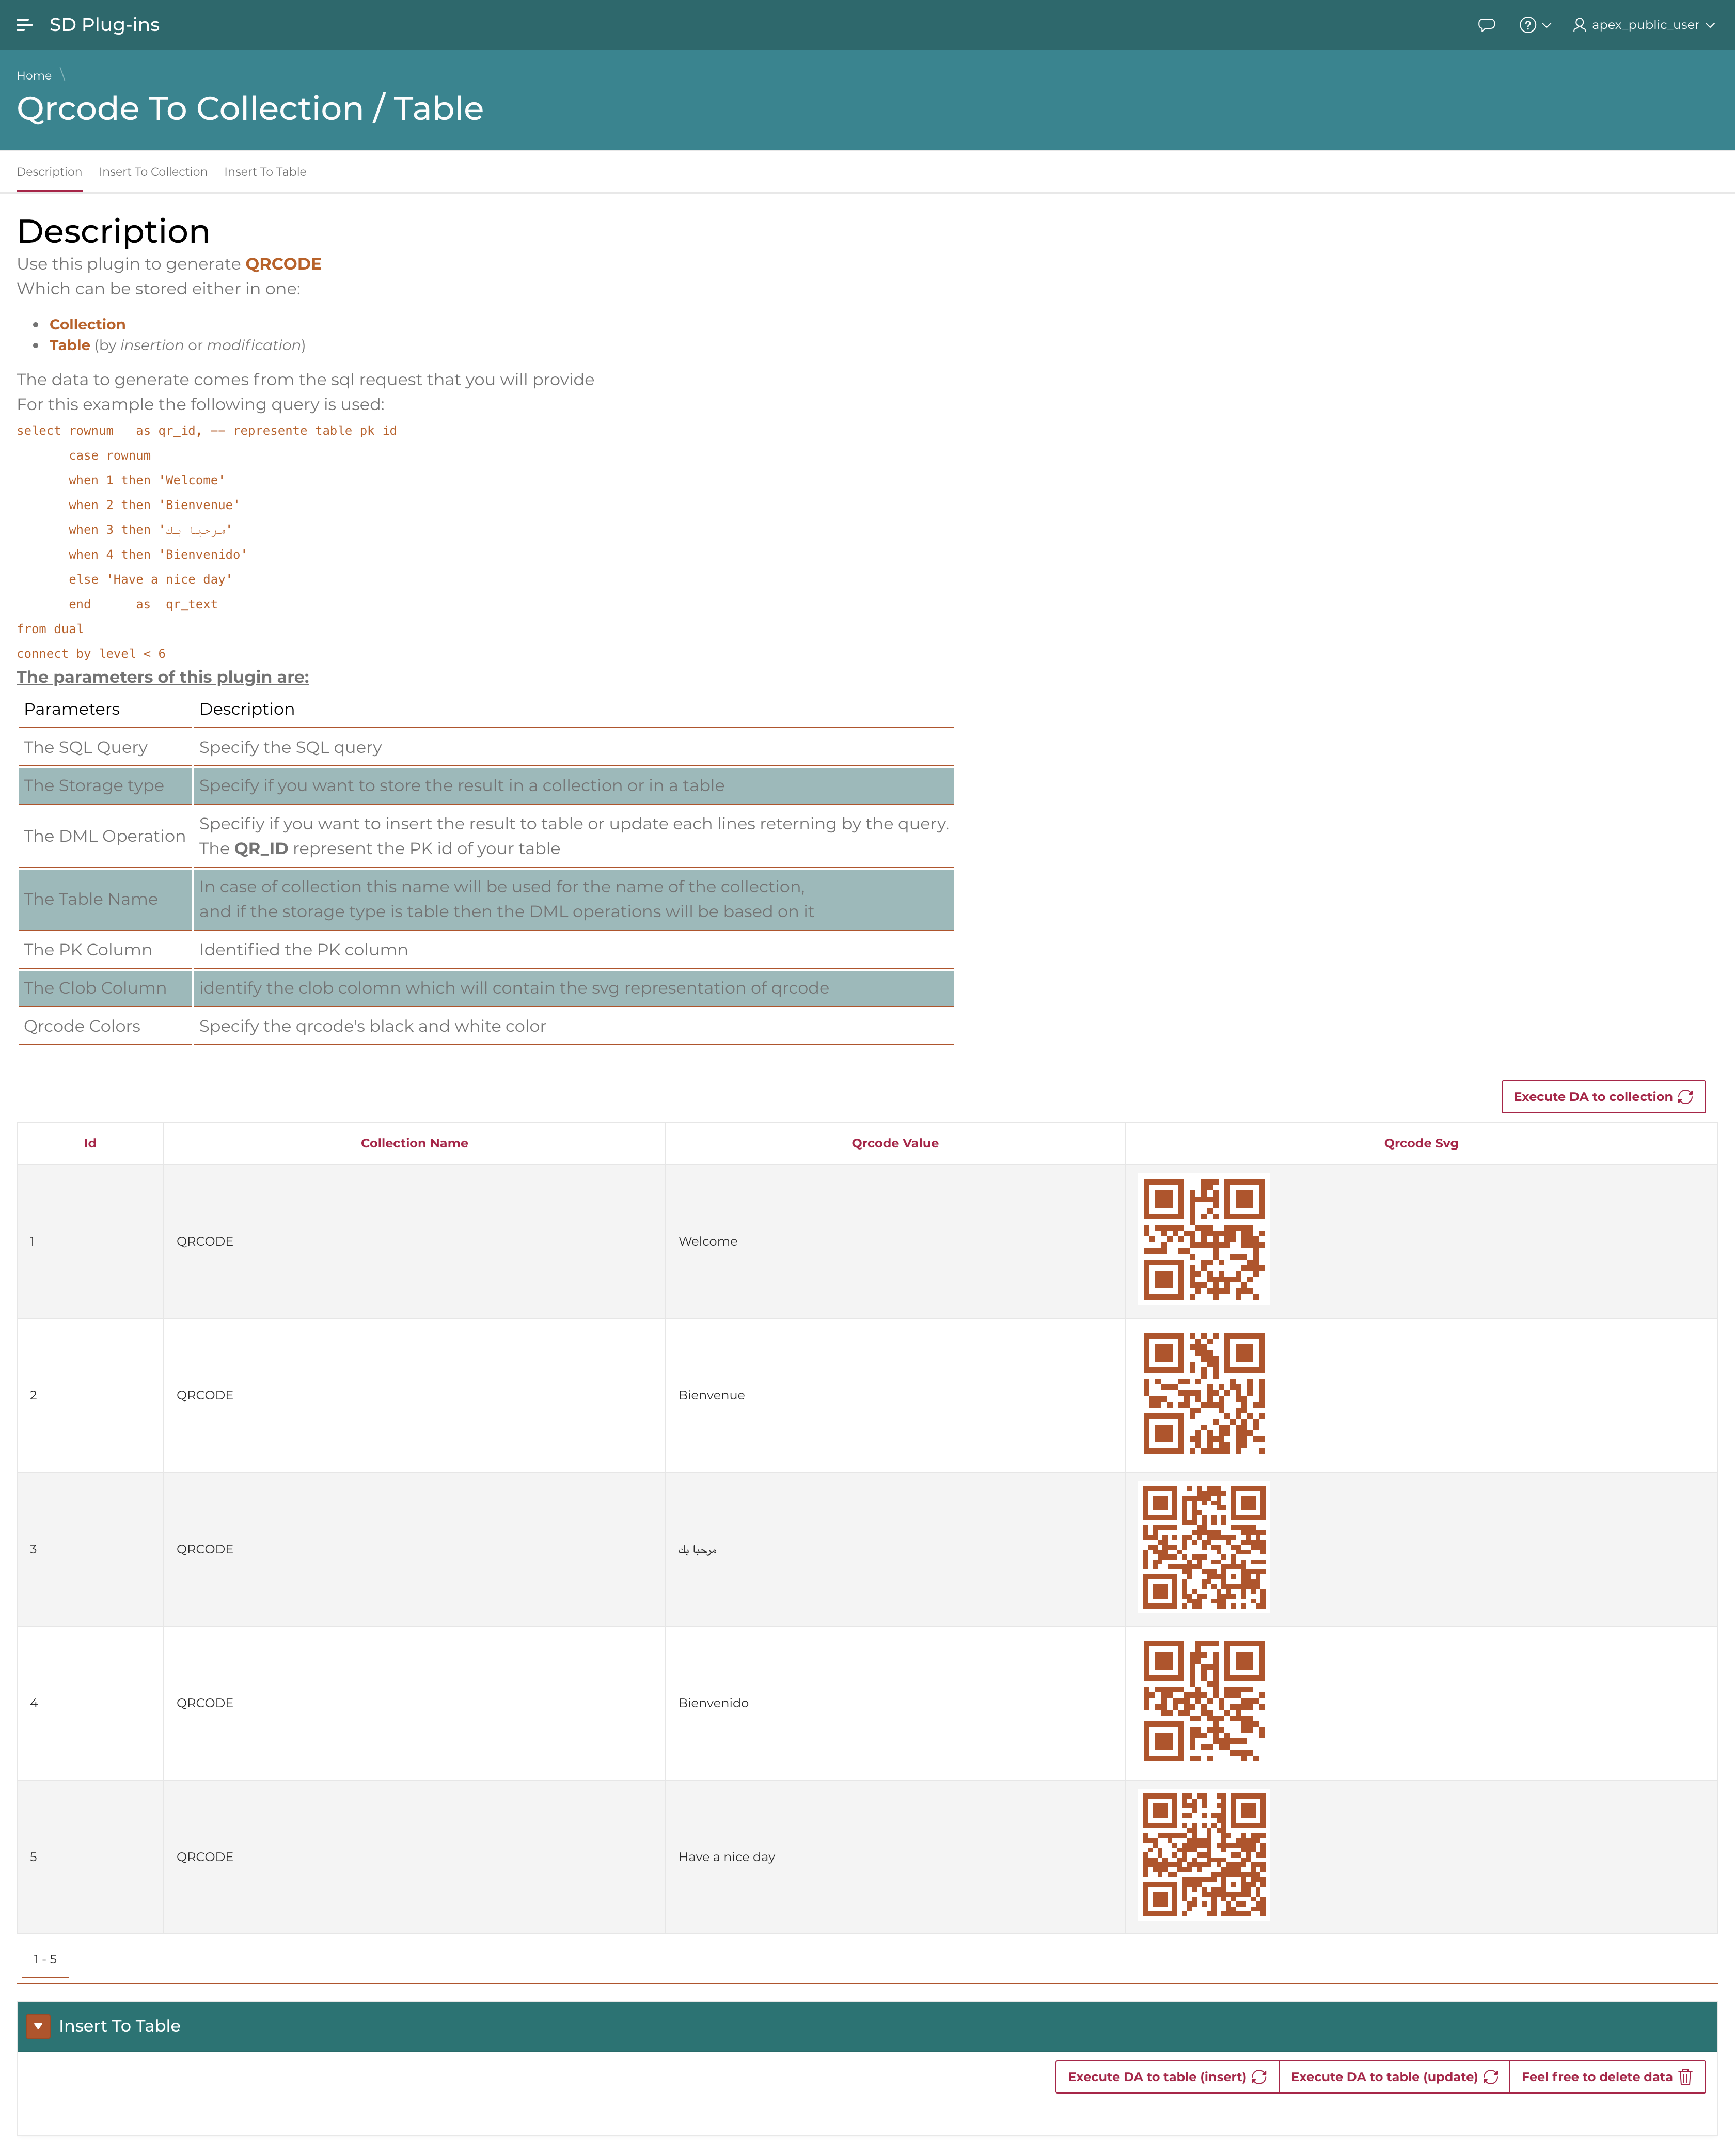 SD Plug-ins
apex_public_user
Home \
Qrcode To Collection / Table
Description Insert To Collection Insert To Table
Description
Use this plugin to generate QRCODE
Which can be stored either in one:
• Collection
• Table (by insertion or modification)
The data to generate comes from the sql request that you will provide
For this example the following query is used:
select rownum   as qr_id, -- represente table pk id
       case rownum
       when 1 then 'Welcome'
       when 2 then 'Bienvenue'
       when 3 then 'مرحبا بك'
       when 4 then 'Bienvenido'
       else 'Have a nice day'
       end      as  qr_text
from dual
connect by level < 6
The parameters of this plugin are:
Parameters Description
The SQL Query Specify the SQL query
The Storage type Specify if you want to store the result in a collection or in a table
The DML Operation Specifiy if you want to insert the result to table or update each lines reterning by the query.
The QR_ID represent the PK id of your table
The Table Name In case of collection this name will be used for the name of the collection,
and if the storage type is table then the DML operations will be based on it
The PK Column Identified the PK column
The Clob Column identify the clob colomn which will contain the svg representation of qrcode
Qrcode Colors Specify the qrcode's black and white color
Execute DA to collection
Id Collection Name Qrcode Value Qrcode Svg
1 QRCODE Welcome
2 QRCODE Bienvenue
3 QRCODE مرحبا بك
4 QRCODE Bienvenido
5 QRCODE Have a nice day
1 - 5
Insert To Table
Execute DA to table (insert) Execute DA to table (update) Feel free to delete data